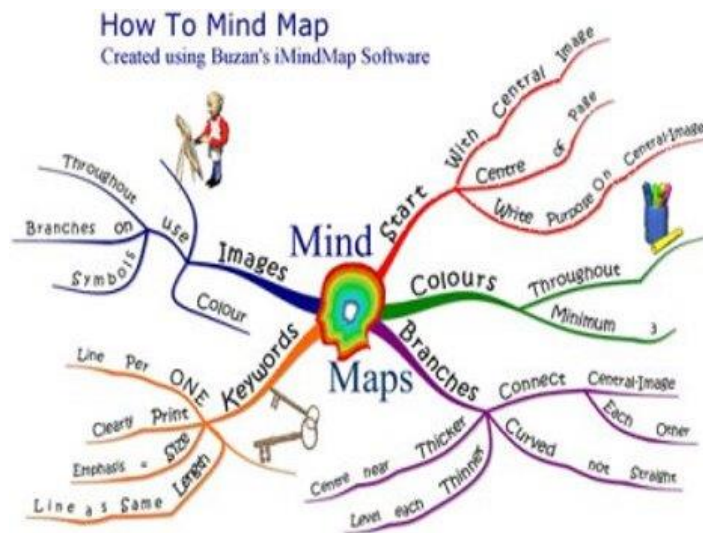 How To Mind Map
Created using Buzan's iMindMap Software
Mind
Maps
Start
With Central Image
Centre of Page
Write Purpose On Central-Image
Colours
Throughout
Minimum 3
Branches
Connect
Central-Image
Each Other
Curved not Straight
Centre near Thicker
Level each Thinner
Keywords
Line Per ONE
Clearly Print
Emphasis = Size
Line as Same Length
Images
use
Throughout
Branches on
Symbols
Colour